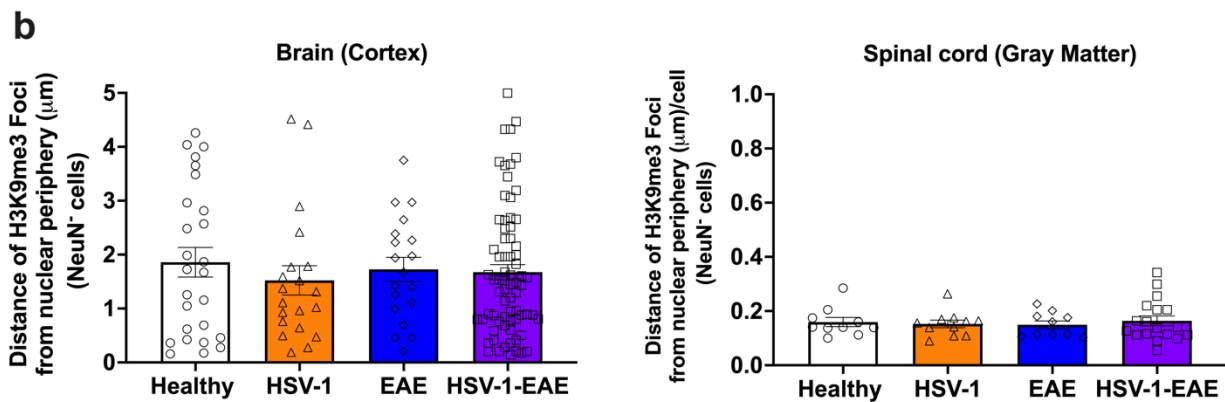 b
Brain (Cortex)
Distance of H3K9me3 Foci
from nuclear periphery (μm)
(NeuN⁻ cells)
5
4
3
2
1
0
Healthy HSV-1 EAE HSV-1-EAE
Spinal cord (Gray Matter)
Distance of H3K9me3 Foci
from nuclear periphery (μm)/cell
(NeuN⁻ cells)
1.0
0.8
0.6
0.4
0.2
0.0
Healthy HSV-1 EAE HSV-1-EAE